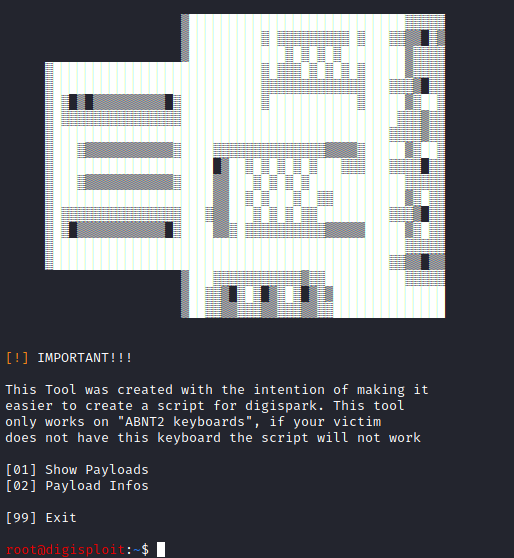 [!] IMPORTANT!!!
This Tool was created with the intention of making it
easier to create a script for digispark. This tool
only works on "ABNT2 keyboards", if your victim
does not have this keyboard the script will not work
[01] Show Payloads
[02] Payload Infos
[99] Exit
root@digisploit:~$